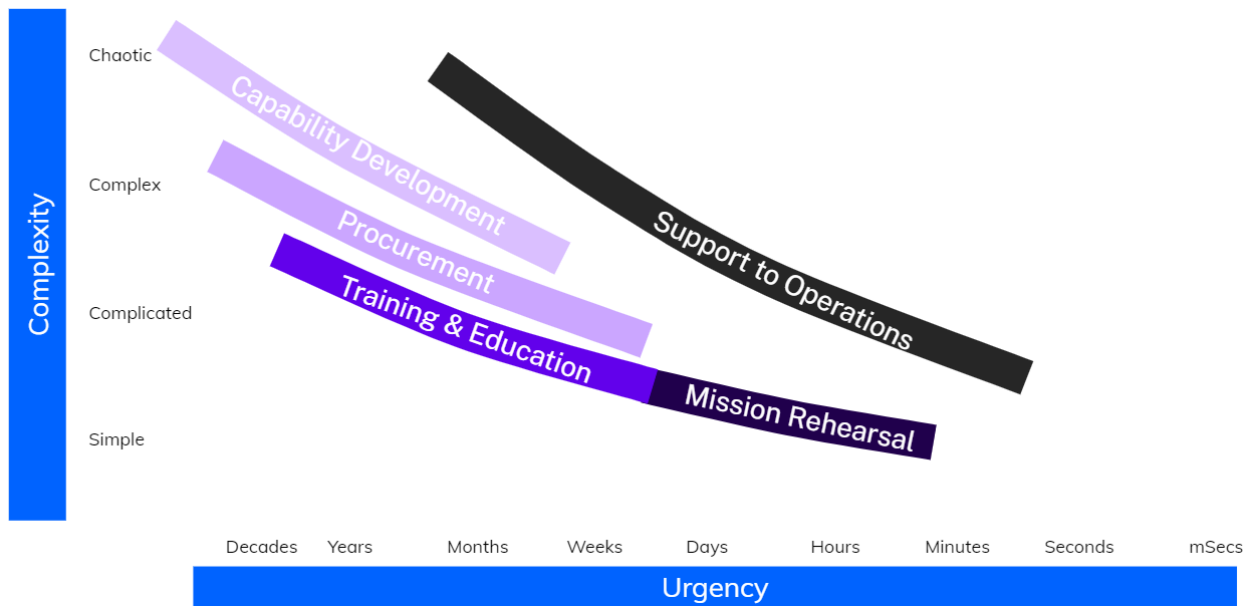 Complexity
Chaotic
Complex
Complicated
Simple
Capability Development
Procurement
Training & Education
Mission Rehearsal
Support to Operations
Decades
Years
Months
Weeks
Days
Hours
Minutes
Seconds
mSecs
Urgency